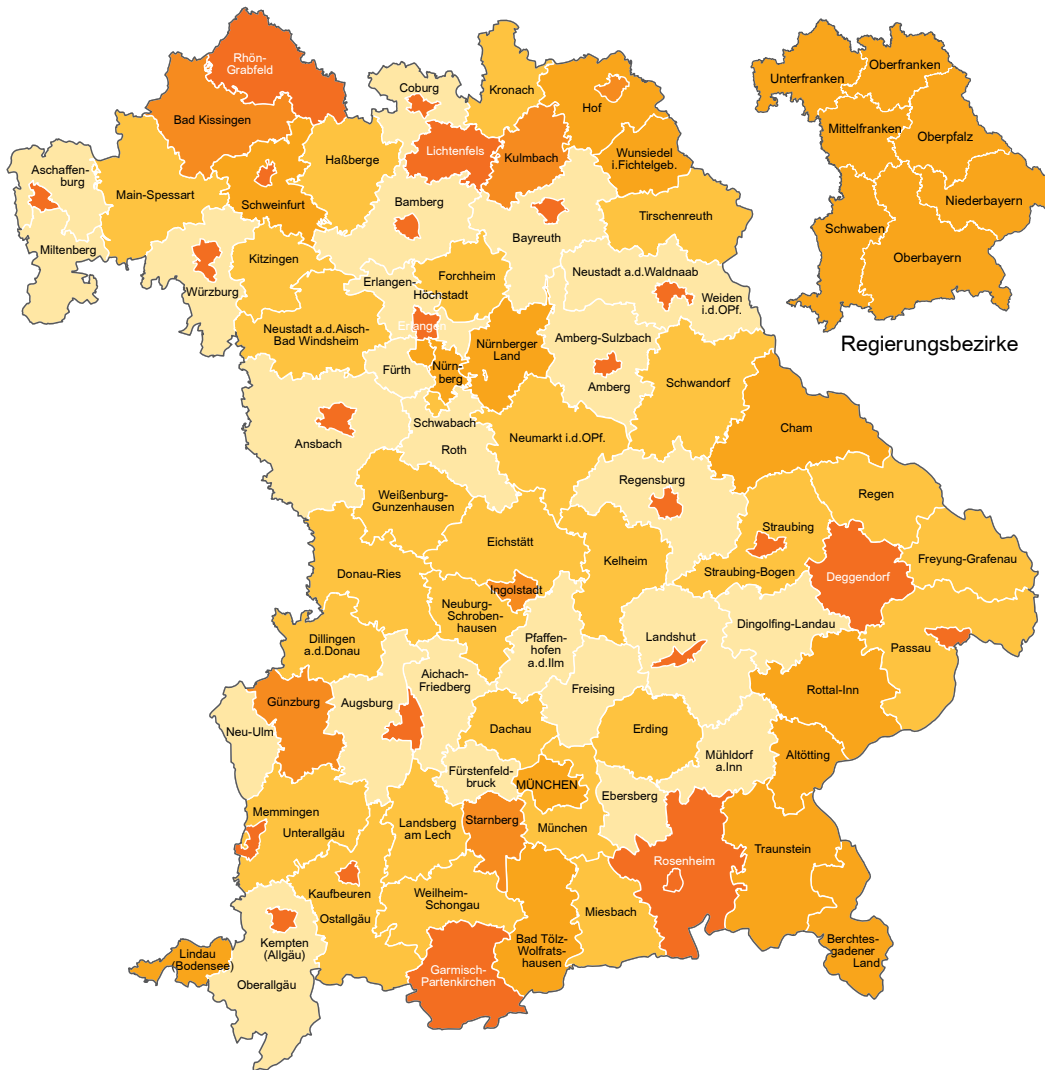 Rhön-
Grabfeld
Coburg
Kronach
Hof
Bad Kissingen
Lichtenfels
Kulmbach
Wunsiedel
i.Fichtelgeb.
Haßberge
Aschaffen-
burg
Main-Spessart
Schweinfurt
Bamberg
Bayreuth
Tirschenreuth
Miltenberg
Würzburg
Kitzingen
Erlangen-
Höchstadt
Forchheim
Neustadt a.d.Waldnaab
Weiden
i.d.OPf.
Neustadt a.d.Aisch-
Bad Windsheim
Erlangen
Fürth
Nürn-
berg
Nürnberger
Land
Amberg-Sulzbach
Amberg
Schwandorf
Cham
Ansbach
Schwabach
Roth
Neumarkt i.d.OPf.
Regensburg
Weißenburg-
Gunzenhausen
Regen
Straubing
Eichstätt
Kelheim
Straubing-Bogen
Deggendorf
Freyung-Grafenau
Donau-Ries
Ingolstadt
Neuburg-
Schroben-
hausen
Pfaffen-
hofen
a.d.Ilm
Landshut
Dingolfing-Landau
Passau
Dillingen
a.d.Donau
Aichach-
Friedberg
Freising
Rottal-Inn
Günzburg
Augsburg
Neu-Ulm
Dachau
Erding
Mühldorf
a.Inn
Altötting
Fürstenfeld-
bruck
MÜNCHEN
Ebersberg
Memmingen
Unterallgäu
Landsberg
am Lech
Starnberg
München
Rosenheim
Traunstein
Kaufbeuren
Ostallgäu
Weilheim-
Schongau
Miesbach
Bad Tölz-
Wolfrats-
hausen
Berchtes-
gadener
Land
Kempten
(Allgäu)
Lindau
(Bodensee)
Oberallgäu
Garmisch-
Partenkirchen
Unterfranken
Oberfranken
Mittelfranken
Oberpfalz
Niederbayern
Schwaben
Oberbayern
Regierungsbezirke